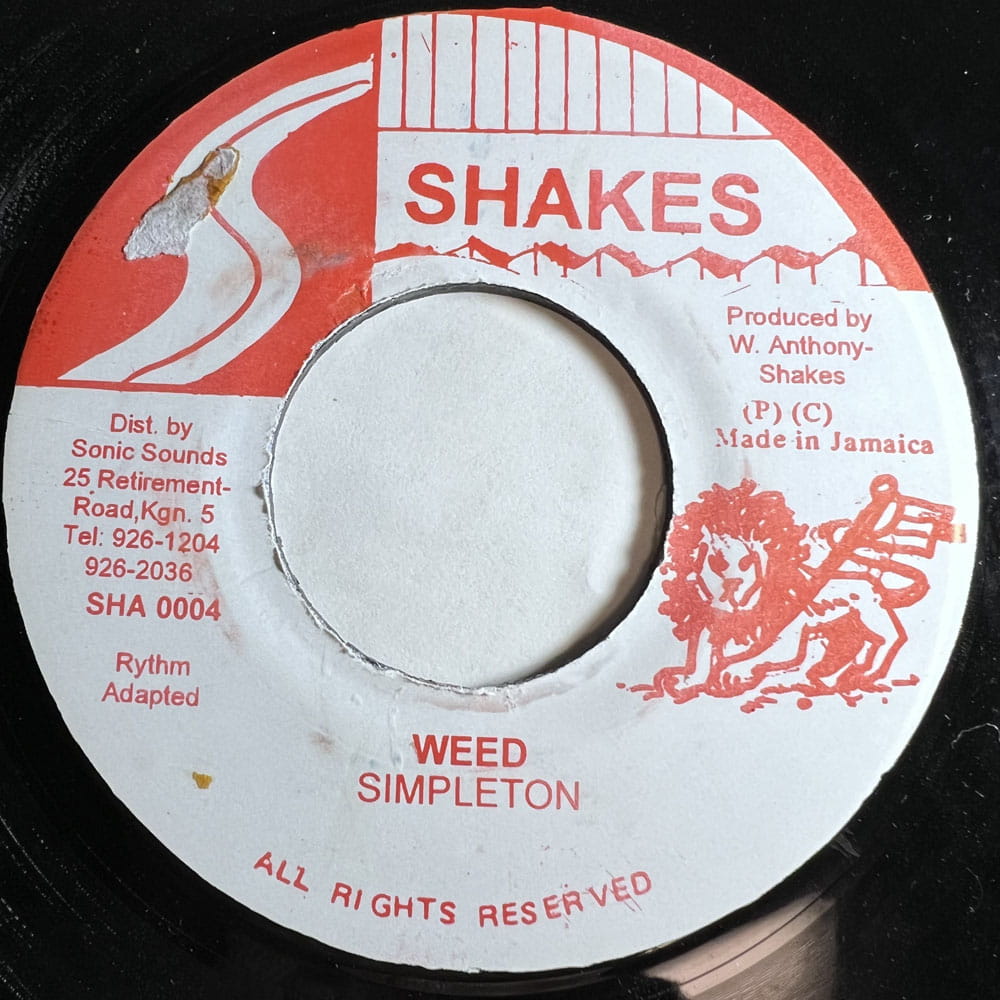 SHAKES
Produced by
W. Anthony-
Shakes
(P) (C)
Made in Jamaica
Dist. by
Sonic Sounds
25 Retirement-
Road,Kgn. 5
Tel: 926-1204
926-2036
SHA 0004
Rythm
Adapted
WEED
SIMPLETON
ALL RIGHTS RESERVED